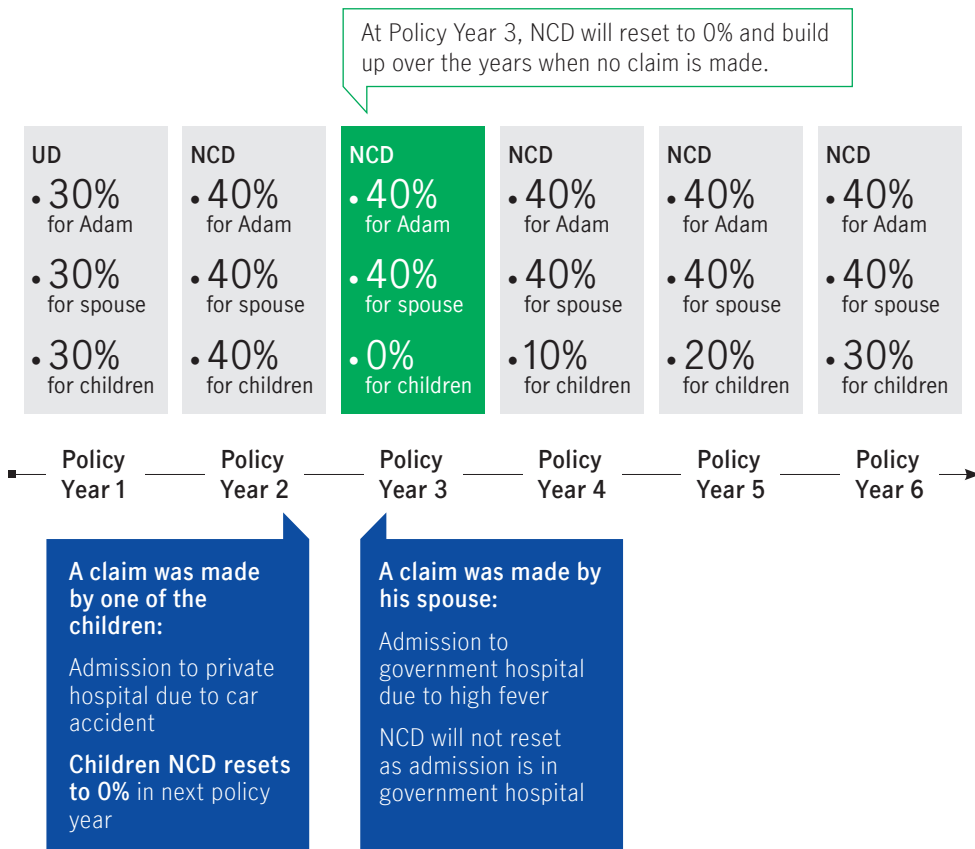 At Policy Year 3, NCD will reset to 0% and build
up over the years when no claim is made.
UD
• 30%
for Adam
• 30%
for spouse
• 30%
for children
NCD
• 40%
for Adam
• 40%
for spouse
• 40%
for children
NCD
• 40%
for Adam
• 40%
for spouse
• 0%
for children
NCD
• 40%
for Adam
• 40%
for spouse
• 10%
for children
NCD
• 40%
for Adam
• 40%
for spouse
• 20%
for children
NCD
• 40%
for Adam
• 40%
for spouse
• 30%
for children
Policy
Year 1
Policy
Year 2
Policy
Year 3
Policy
Year 4
Policy
Year 5
Policy
Year 6
A claim was made
by one of the
children:
Admission to private
hospital due to car
accident
Children NCD resets
to 0% in next policy
year
A claim was made by
his spouse:
Admission to
government hospital
due to high fever
NCD will not reset
as admission is in
government hospital